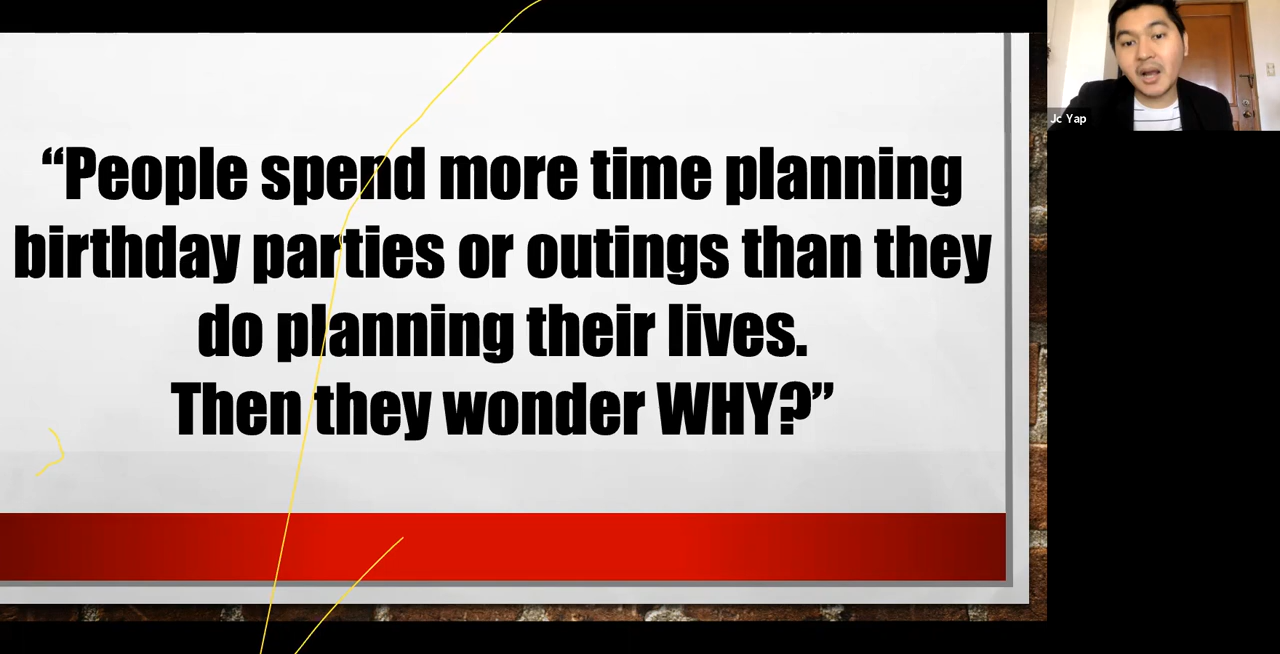 “People spend more time planning
birthday parties or outings than they
do planning their lives.
Then they wonder WHY?”
Jc Yap